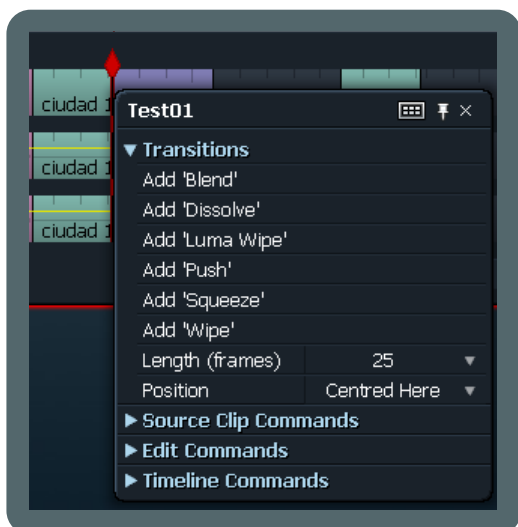 ciudad 1
Test01
Transitions
Add 'Blend'
ciudad 1
Add 'Dissolve'
ciudad 1
Add 'Luma Wipe'
Add 'Push'
Add 'Squeeze'
Add 'Wipe'
Length (frames) 25
Position Centred Here
Source Clip Commands
Edit Commands
Timeline Commands